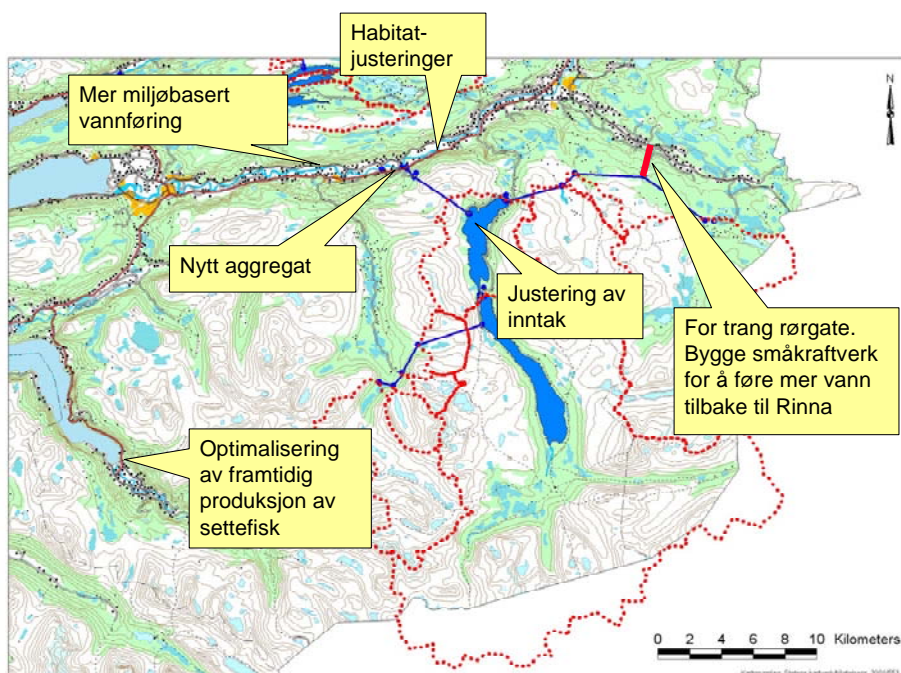 Habitat-
justeringer
Mer miljøbasert
vannføring
N
Nytt aggregat
Justering av
inntak
For trang rørgate.
Bygge småkraftverk
for å føre mer vann
tilbake til Rinna
Optimalisering
av framtidig
produksjon av
settefisk
0 2 4 6 8 10 Kilometers